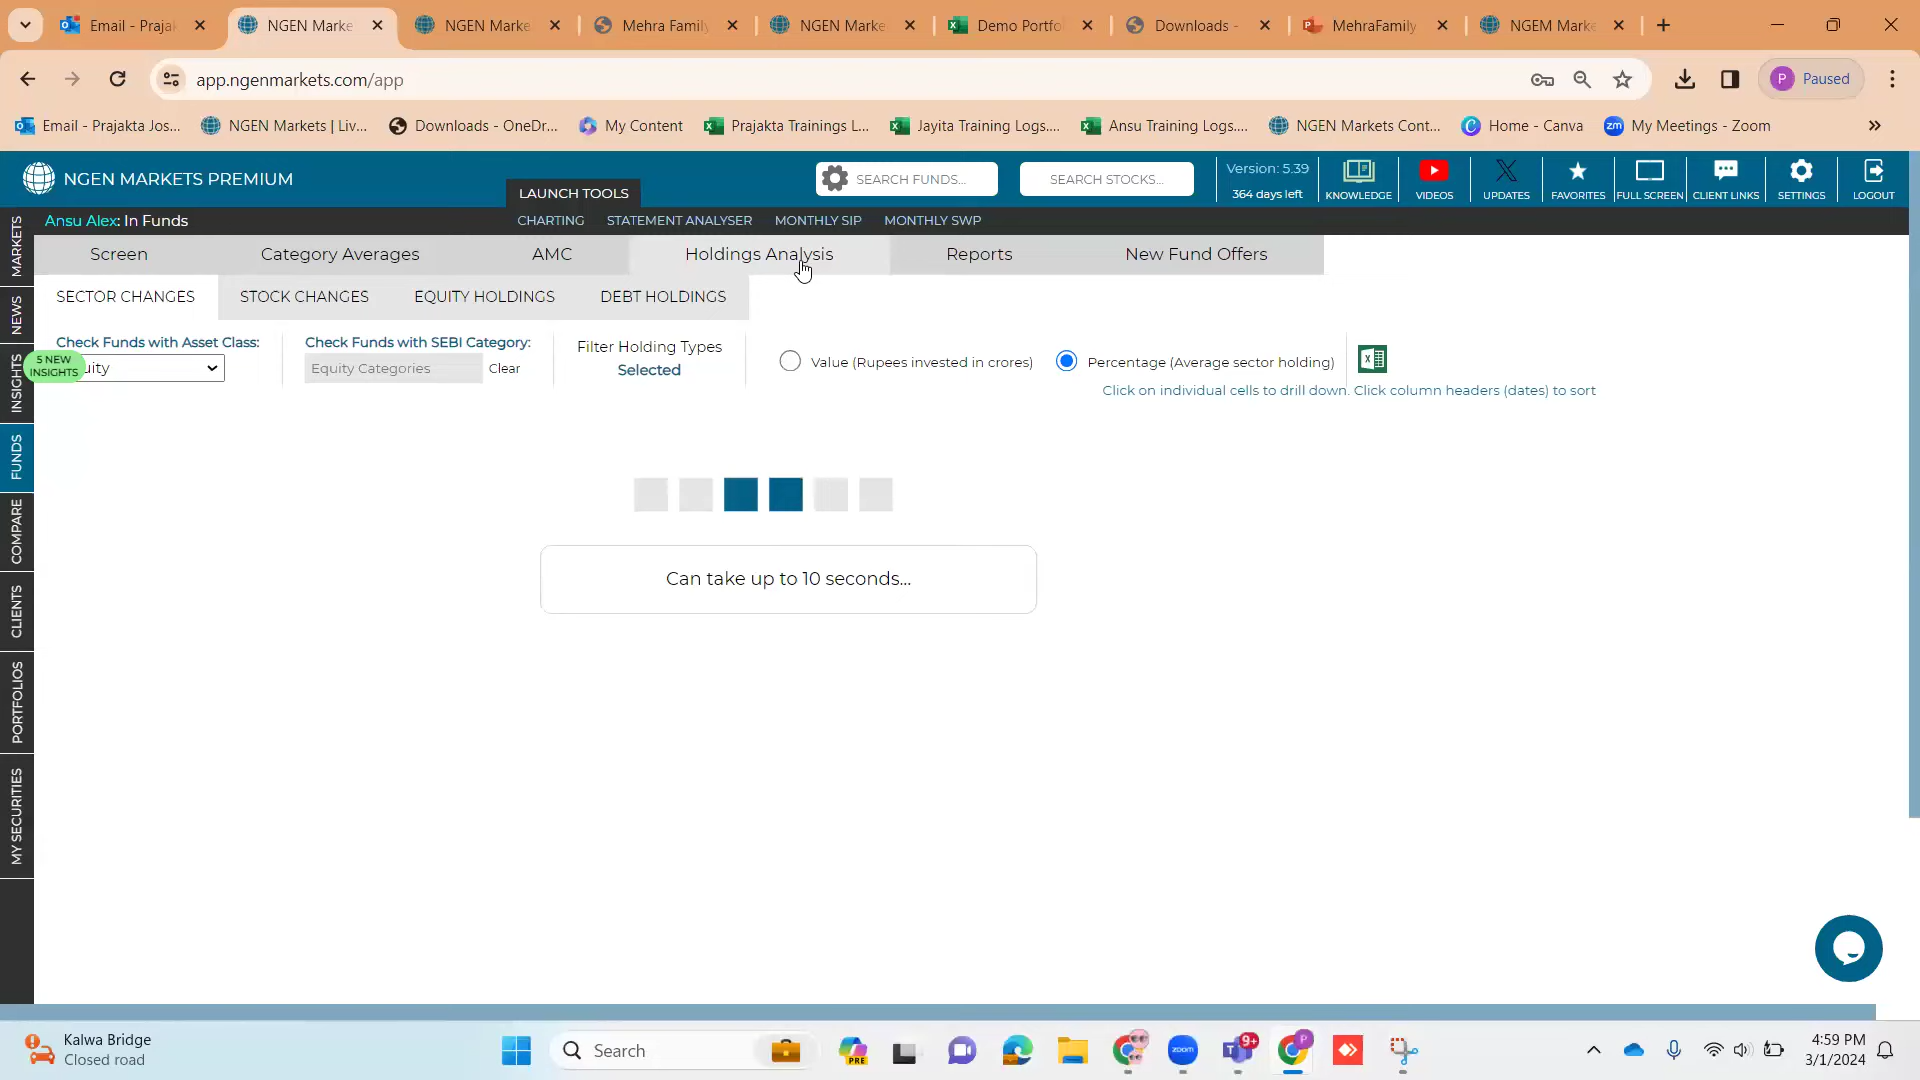 Email - Prajak
NGEN Marke
NGEN Marke
Mehra Family
NGEN Marke
Demo Portfo
Downloads -
MehraFamily
NGEM Mark
app.ngenmarkets.com/app
P Paused
Email - Prajakta Jos...
NGEN Markets | Liv...
Downloads - OneDr...
My Content
Prajakta Trainings L...
Jayita Training Logs....
Ansu Training Logs....
NGEN Markets Cont...
Home - Canva
zm My Meetings - Zoom
NGEN MARKETS PREMIUM
LAUNCH TOOLS
SEARCH FUNDS...
SEARCH STOCKS...
Version: 5.39
364 days left
KNOWLEDGE
VIDEOS
UPDATES
FAVORITES
FULL SCREEN
CLIENT LINKS
SETTINGS
LOGOUT
Ansu Alex: In Funds
CHARTING
STATEMENT ANALYSER
MONTHLY SIP
MONTHLY SWP
MARKETS
NEWS
INSIGHTS
FUNDS
COMPARE
CLIENTS
PORTFOLIOS
MY SECURITIES
Screen
Category Averages
AMC
Holdings Analysis
Reports
New Fund Offers
SECTOR CHANGES
STOCK CHANGES
EQUITY HOLDINGS
DEBT HOLDINGS
Check Funds with Asset Class:
Check Funds with SEBI Category:
Filter Holding Types
5 NEW
INSIGHTS
uity
Equity Categories
Clear
Selected
Value (Rupees invested in crores)
Percentage (Average sector holding)
Click on individual cells to drill down. Click column headers (dates) to sort
Can take up to 10 seconds...
Kalwa Bridge
Closed road
Search
PRE
zoom
9+
P
4:59 PM
3/1/2024